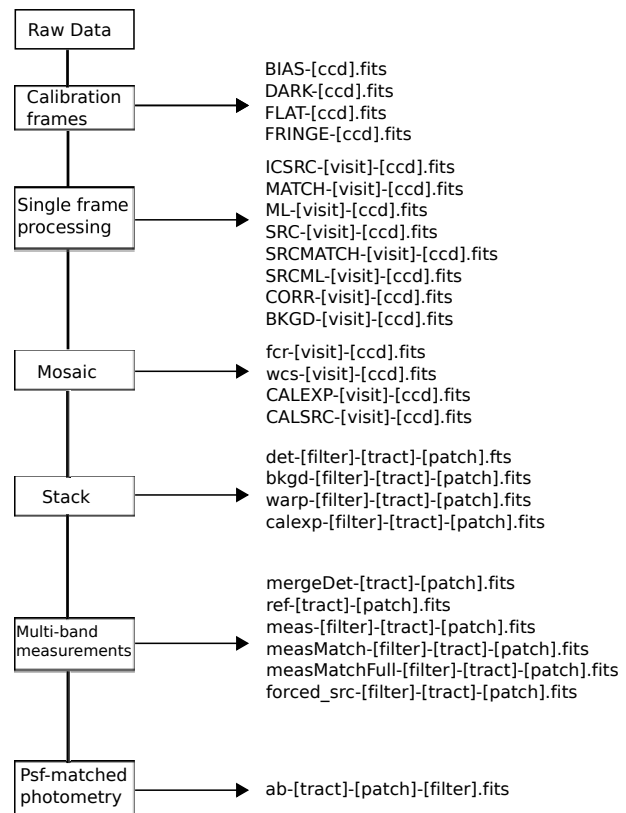 Raw Data
Calibration
frames
BIAS-[ccd].fits
DARK-[ccd].fits
FLAT-[ccd].fits
FRINGE-[ccd].fits
Single frame
processing
ICSRC-[visit]-[ccd].fits
MATCH-[visit]-[ccd].fits
ML-[visit]-[ccd].fits
SRC-[visit]-[ccd].fits
SRCMATCH-[visit]-[ccd].fits
SRCML-[visit]-[ccd].fits
CORR-[visit]-[ccd].fits
BKGD-[visit]-[ccd].fits
Mosaic
fcr-[visit]-[ccd].fits
wcs-[visit]-[ccd].fits
CALEXP-[visit]-[ccd].fits
CALSRC-[visit]-[ccd].fits
Stack
det-[filter]-[tract]-[patch].fts
bkgd-[filter]-[tract]-[patch].fits
warp-[filter]-[tract]-[patch].fits
calexp-[filter]-[tract]-[patch].fits
Multi-band
measurements
mergeDet-[tract]-[patch].fits
ref-[tract]-[patch].fits
meas-[filter]-[tract]-[patch].fits
measMatch-[filter]-[tract]-[patch].fits
measMatchFull-[filter]-[tract]-[patch].fits
forced_src-[filter]-[tract]-[patch].fits
Psf-matched
photometry
ab-[tract]-[patch]-[filter].fits